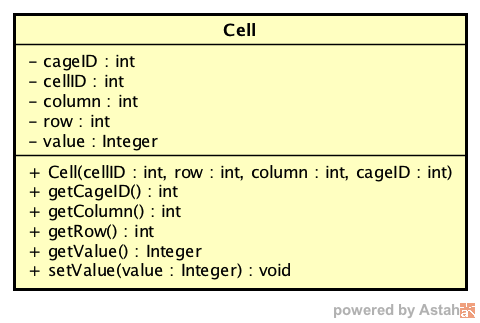 Cell
- cageID : int
- cellID : int
- column : int
- row : int
- value : Integer
+ Cell(cellID : int, row : int, column : int, cageID : int)
+ getCageID() : int
+ getColumn() : int
+ getRow() : int
+ getValue() : Integer
+ setValue(value : Integer) : void
powered by Astah